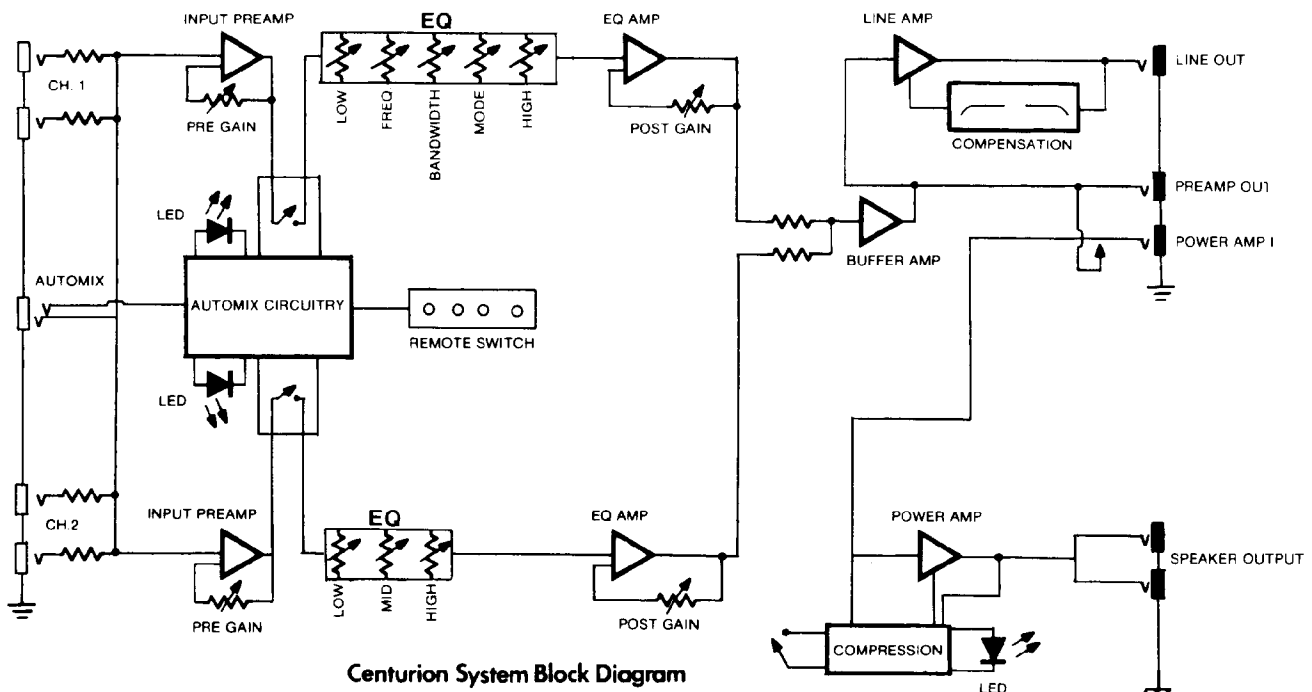 INPUT PREAMP
EQ
EQ AMP
LINE AMP
LINE OUT
CH. 1
PRE GAIN
LOW
FREQ.
BANDWIDTH
MODE
HIGH
POST GAIN
COMPENSATION
LED
PREAMP OUT
POWER AMP I
BUFFER AMP
AUTOMIX
AUTOMIX CIRCUITRY
REMOTE SWITCH
LED
INPUT PREAMP
EQ
EQ AMP
POWER AMP
CH.2
SPEAKER OUTPUT
LOW
MID
HIGH
PRE GAIN
POST GAIN
COMPRESSION
LED
Centurion System Block Diagram